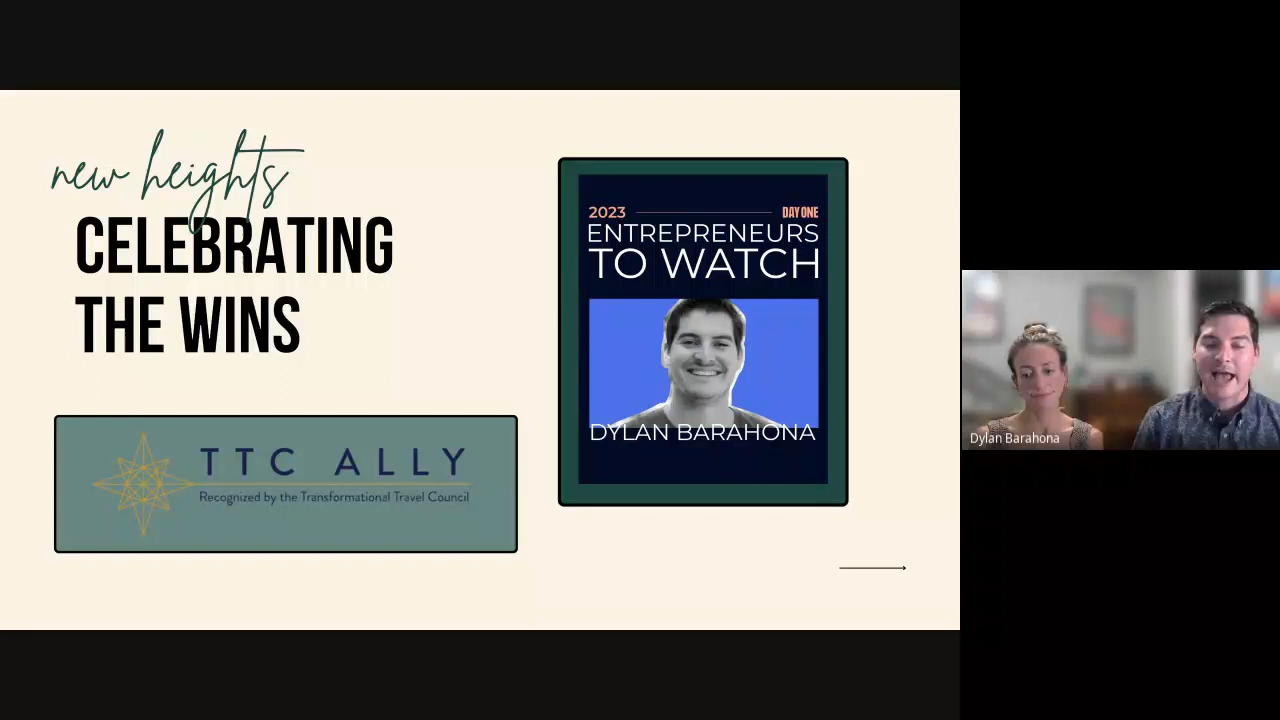 new heights
CELEBRATING
THE WINS
TTC ALLY
Recognized by the Transformational Travel Council
2023 DAY ONE
ENTREPRENEURS
TO WATCH
DYLAN BARAHONA
Dylan Barahona